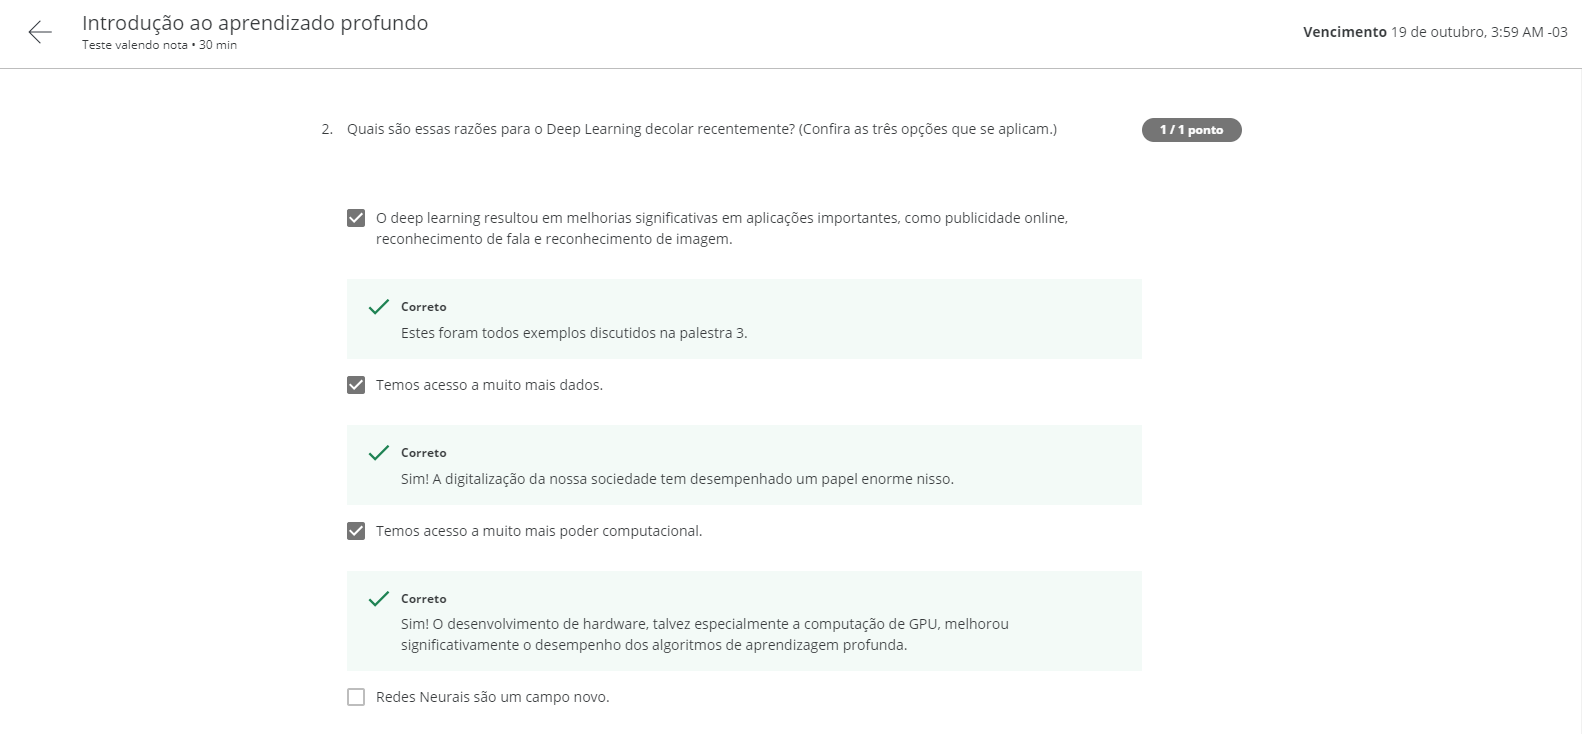 Introdução ao aprendizado profundo
Teste valendo nota • 30 min
Vencimento 19 de outubro, 3:59 AM -03
2. Quais são essas razões para o Deep Learning decolar recentemente? (Confira as três opções que se aplicam.)
1 / 1 ponto
O deep learning resultou em melhorias significativas em aplicações importantes, como publicidade online,
reconhecimento de fala e reconhecimento de imagem.
Correto
Estes foram todos exemplos discutidos na palestra 3.
Temos acesso a muito mais dados.
Correto
Sim! A digitalização da nossa sociedade tem desempenhado um papel enorme nisso.
Temos acesso a muito mais poder computacional.
Correto
Sim! O desenvolvimento de hardware, talvez especialmente a computação de GPU, melhorou
significativamente o desempenho dos algoritmos de aprendizagem profunda.
Redes Neurais são um campo novo.